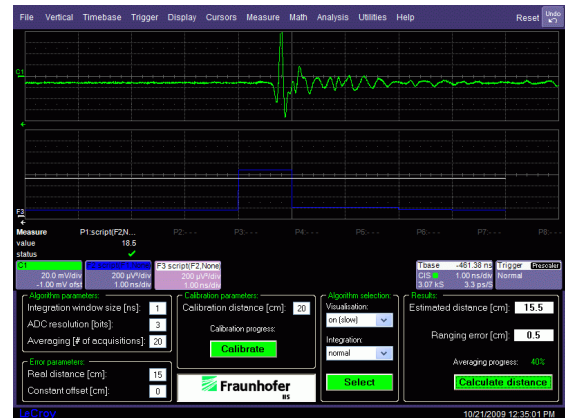 File Vertical Timebase Trigger Display Cursors Measure Math Analysis Utilities Help Reset Undo
C1
F3
Measure P1:script(F2,N... P2:- - - P3:- - - P4:- - - P5:- - - P6:- - - P7:- - - P8:- - -
value 18.5
status
C1 F3 script(F2,None) Tbase -461.38 ns Trigger Prescaler
20.0 mV/div 200 µV²/div 200 µV²/div CIS 1.00 ns/div Normal
-1.00 mV ofst 1.00 ns/div 1.00 ns/div 3.07 kS 3.3 ps/S
Algorithm parameters:
Integration window size [ns]: 1
ADC resolution [bits]: 3
Averaging [# of acquisitions]: 20
Error parameters:
Real distance [cm]: 15
Constant offset [cm]: 0
Calibration parameters:
Calibration distance [cm]: 20
Calibration progress:
Calibrate
Fraunhofer
IIS
Algorithm selection:
Visualisation:
on (slow)
Integration:
normal
Select
Results:
Estimated distance [cm]: 15.5
Ranging error [cm]: 0.5
Averaging progress: 40%
Calculate distance
LeCroy 10/21/2009 12:35:01 PM